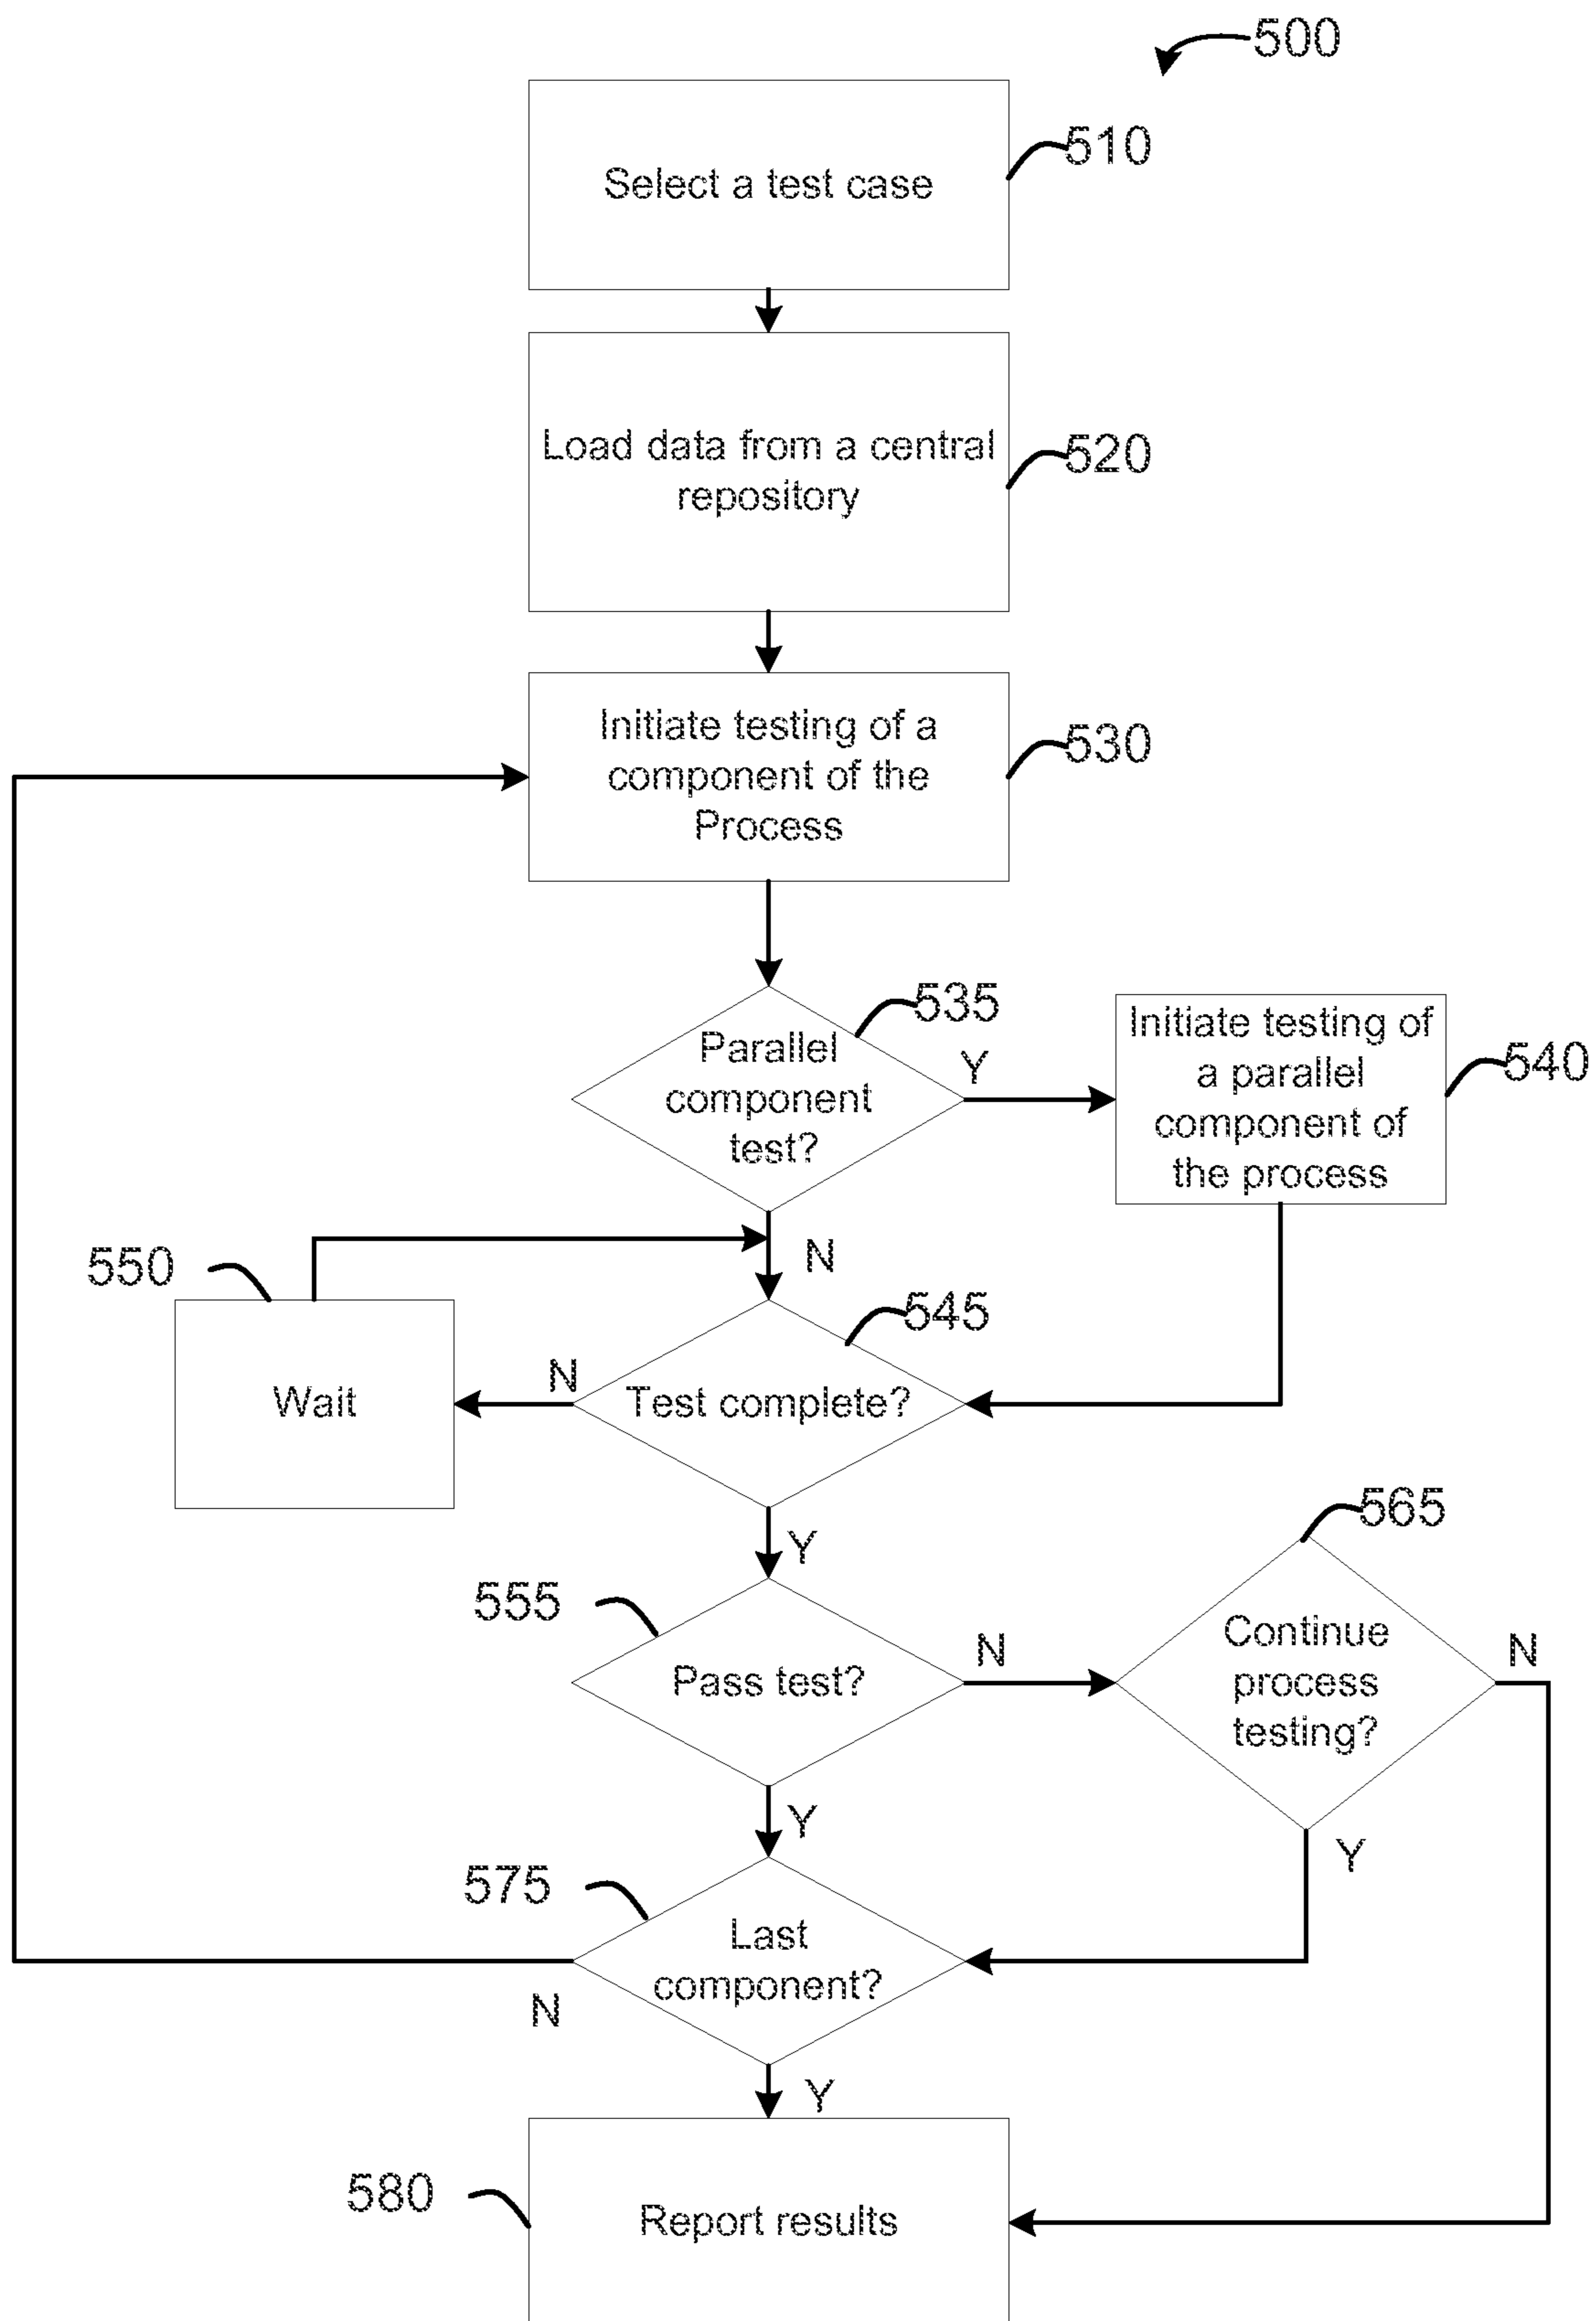 500
510
Select a test case
520
Load data from a central
repository
530
Initiate testing of a
component of the
Process
535
Parallel
component
test?
Y
N
540
Initiate testing of
a parallel
component of
the process
550
Wait
545
Test complete?
N
Y
555
Pass test?
N
Y
565
Continue
process
testing?
N
Y
575
Last
component?
N
Y
580
Report results